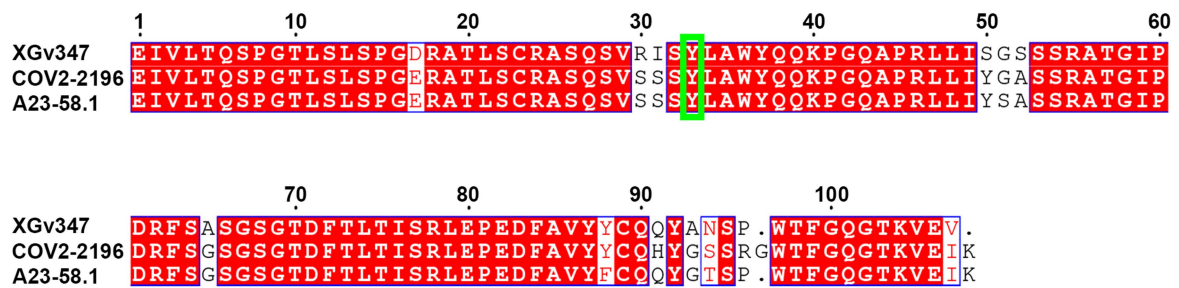 1 10 20 30 40 50 60
XGv347 EIVLTQSPGTLSLSPGDRATLSCRASQSVRISYLAWYQQKPGQAPRLLISGSSSRATGIP
COV2-2196 EIVLTQSPGTLSLSPGERATLSCRASQSVSSSYLAWYQQKPGQAPRLLIYGASSRATGIP
A23-58.1 EIVLTQSPGTLSLSPGERATLSCRASQSVSSSYLAWYQQKPGQAPRLLIYSASSRATGIP
70 80 90 100
XGv347 DRFSASGSGTDFTLTISRLEPEDFAVYYCQQYANSP.WTFGQGTKVEV.
COV2-2196 DRFSGSGSGTDFTLTISRLEPEDFAVYYCQHYGSSRGWTFGQGTKVEIK
A23-58.1 DRFSGSGSGTDFTLTISRLEPEDFAVYFCQQYGTSP.WTFGQGTKVEIK